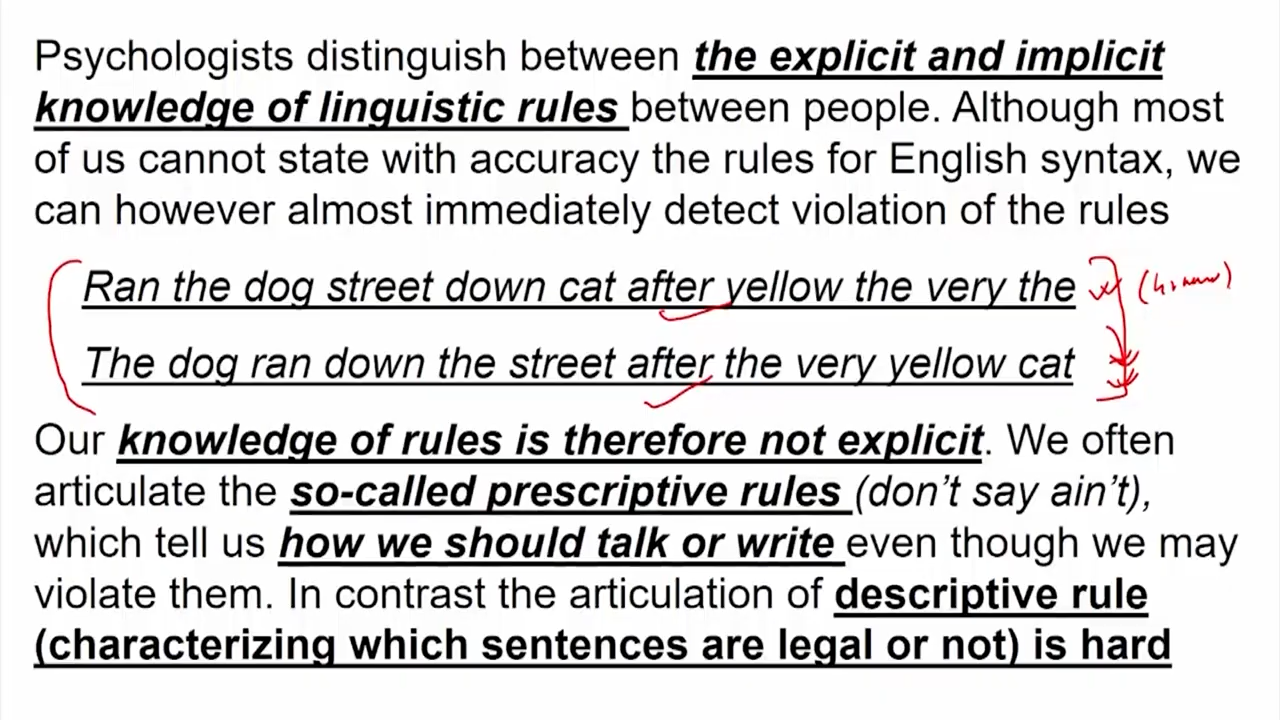 Psychologists distinguish between the explicit and implicit
knowledge of linguistic rules between people. Although most
of us cannot state with accuracy the rules for English syntax, we
can however almost immediately detect violation of the rules
Ran the dog street down cat after yellow the very the
The dog ran down the street after the very yellow cat
Our knowledge of rules is therefore not explicit. We often
articulate the so-called prescriptive rules (don't say ain't),
which tell us how we should talk or write even though we may
violate them. In contrast the articulation of descriptive rule
(characterizing which sentences are legal or not) is hard